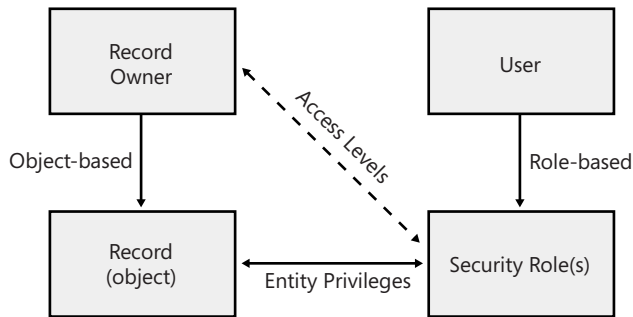 Record
Owner
User
Access Levels
Object-based
Role-based
Record
(object)
Entity Privileges
Security Role(s)